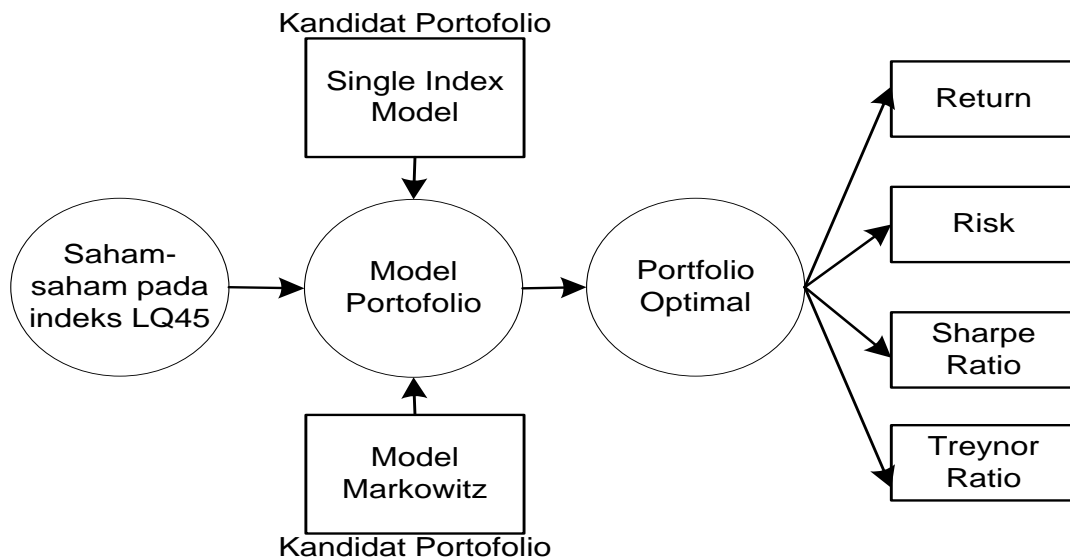 Kandidat Portofolio
Single Index
Model
Saham-
saham pada
indeks LQ45
Model
Portofolio
Portfolio
Optimal
Model
Markowitz
Kandidat Portofolio
Return
Risk
Sharpe
Ratio
Treynor
Ratio